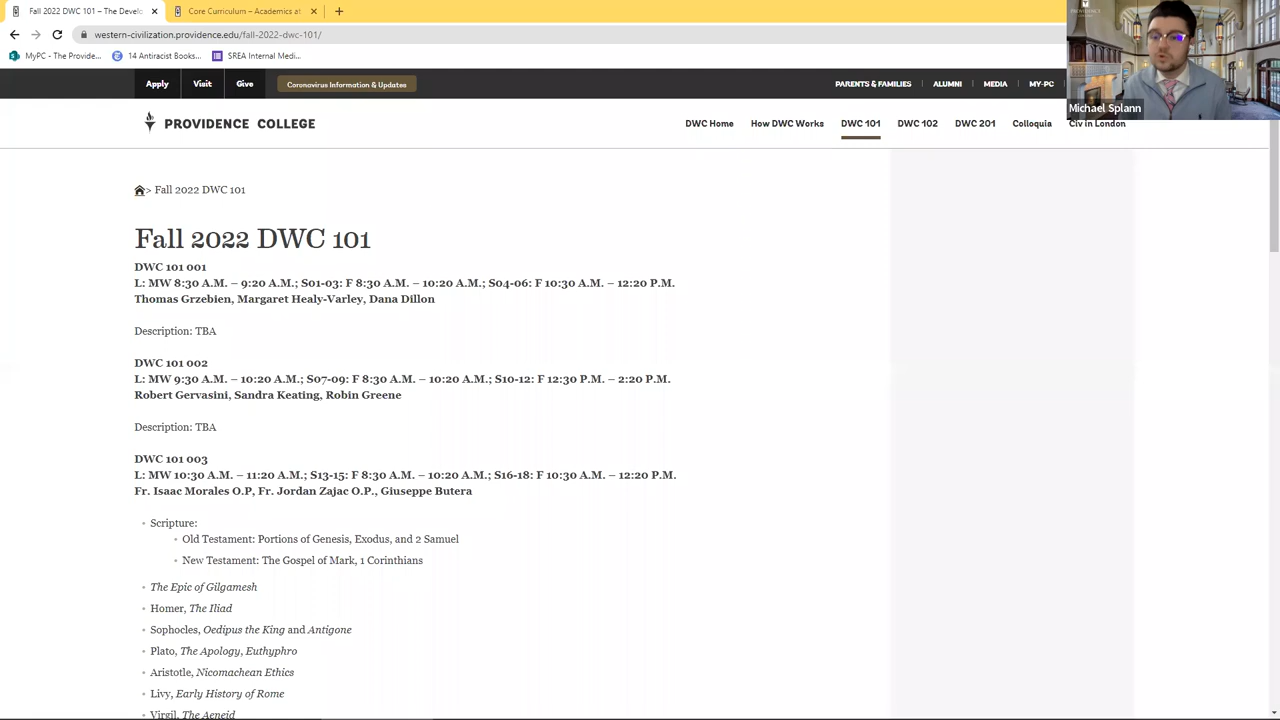 Fall 2022 DWC 101 – The Develo
Core Curriculum – Academics at
western-civilization.providence.edu/fall-2022-dwc-101/
MyPC - The Provide...
14 Antiracist Books...
SREA Internal Medi...
Apply
Visit
Give
Coronavirus Information & Updates
PARENTS & FAMILIES
ALUMNI
MEDIA
MY-PC
Michael Splann
PROVIDENCE COLLEGE
DWC Home
How DWC Works
DWC 101
DWC 102
DWC 201
Colloquia
Civ in London
> Fall 2022 DWC 101
Fall 2022 DWC 101
DWC 101 001
L: MW 8:30 A.M. – 9:20 A.M.; S01-03: F 8:30 A.M. – 10:20 A.M.; S04-06: F 10:30 A.M. – 12:20 P.M.
Thomas Grzebien, Margaret Healy-Varley, Dana Dillon
Description: TBA
DWC 101 002
L: MW 9:30 A.M. – 10:20 A.M.; S07-09: F 8:30 A.M. – 10:20 A.M.; S10-12: F 12:30 P.M. – 2:20 P.M.
Robert Gervasini, Sandra Keating, Robin Greene
Description: TBA
DWC 101 003
L: MW 10:30 A.M. – 11:20 A.M.; S13-15: F 8:30 A.M. – 10:20 A.M.; S16-18: F 10:30 A.M. – 12:20 P.M.
Fr. Isaac Morales O.P, Fr. Jordan Zajac O.P., Giuseppe Butera
Scripture:
Old Testament: Portions of Genesis, Exodus, and 2 Samuel
New Testament: The Gospel of Mark, 1 Corinthians
The Epic of Gilgamesh
Homer, The Iliad
Sophocles, Oedipus the King and Antigone
Plato, The Apology, Euthyphro
Aristotle, Nicomachean Ethics
Livy, Early History of Rome
Virgil, The Aeneid